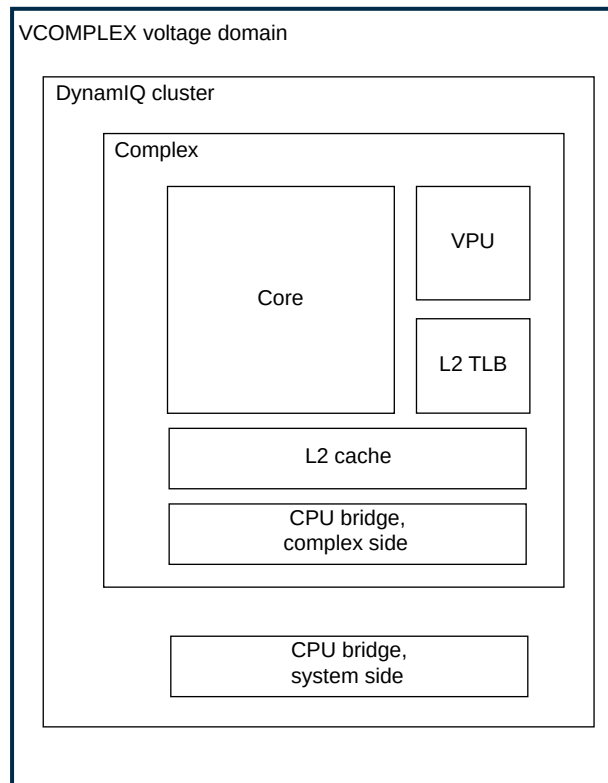 VCOMPLEX voltage domain
DynamIQ cluster
Complex
Core
VPU
L2 TLB
L2 cache
CPU bridge,
complex side
CPU bridge,
system side